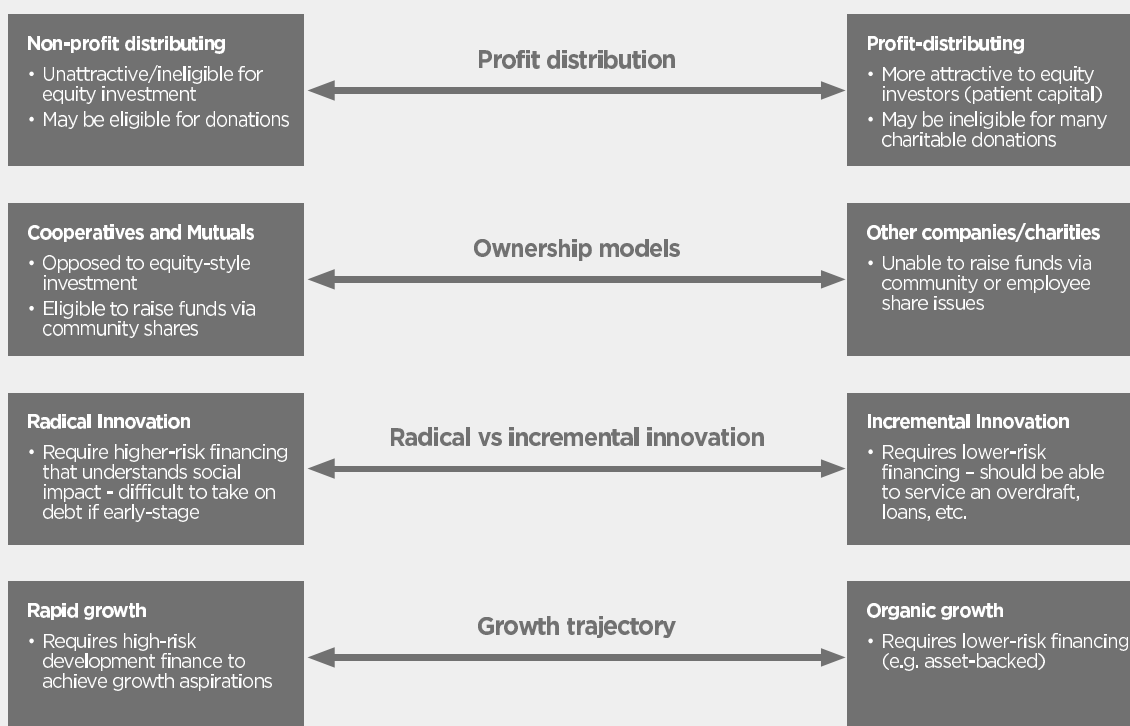 Non-profit distributing
• Unattractive/ineligible for
equity investment
• May be eligible for donations
Profit distribution
Profit-distributing
• More attractive to equity
investors (patient capital)
• May be ineligible for many
charitable donations
Cooperatives and Mutuals
• Opposed to equity-style
investment
• Eligible to raise funds via
community shares
Ownership models
Other companies/charities
• Unable to raise funds via
community or employee
share issues
Radical Innovation
• Require higher-risk financing
that understands social
impact - difficult to take on
debt if early-stage
Radical vs incremental innovation
Incremental Innovation
• Requires lower-risk
financing – should be able
to service an overdraft,
loans, etc.
Rapid growth
• Requires high-risk
development finance to
achieve growth aspirations
Growth trajectory
Organic growth
• Requires lower-risk financing
(e.g. asset-backed)